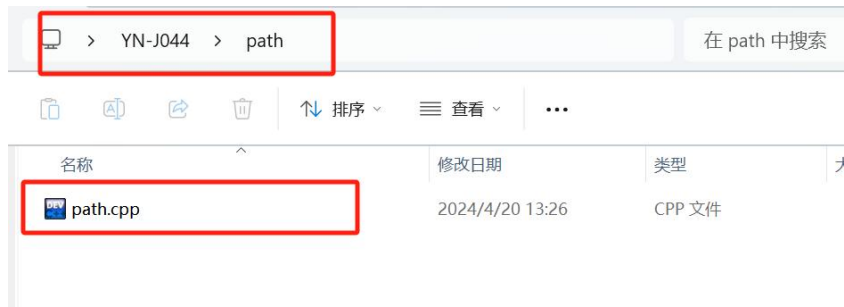 > YN-J044 > path 在 path 中搜索
排序 查看 ...
名称 修改日期 类型
path.cpp 2024/4/20 13:26 CPP 文件